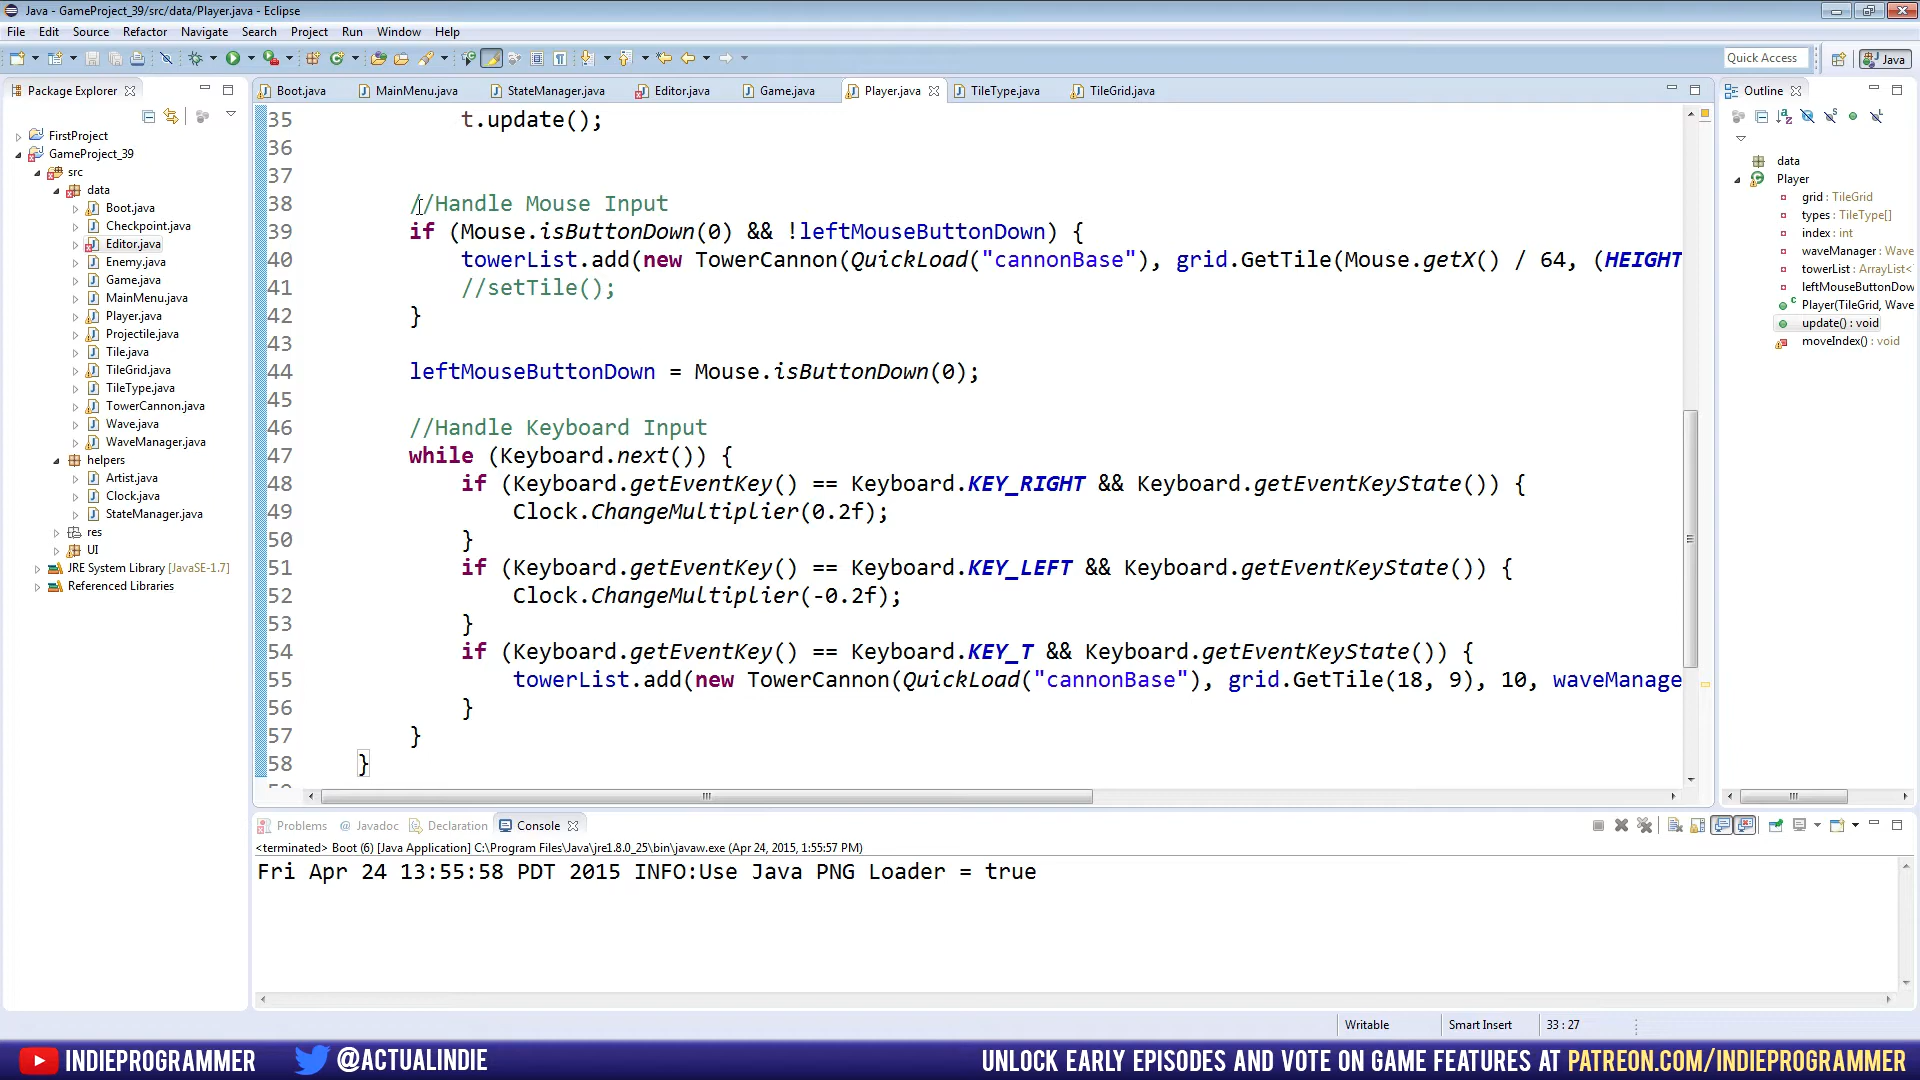 Java - GameProject_39/src/data/Player.java - Eclipse
File Edit Source Refactor Navigate Search Project Run Window Help
Quick Access
Java
Package Explorer
Boot.java MainMenu.java StateManager.java Editor.java Game.java Player.java TileType.java TileGrid.java
Outline
FirstProject
GameProject_39
src
data
Boot.java
Checkpoint.java
Editor.java
Enemy.java
Game.java
MainMenu.java
Player.java
Projectile.java
Tile.java
TileGrid.java
TileType.java
TowerCannon.java
Wave.java
WaveManager.java
helpers
Artist.java
Clock.java
StateManager.java
res
UI
JRE System Library [JavaSE-1.7]
Referenced Libraries
35 t.update();
36
37
38 //Handle Mouse Input
39 if (Mouse.isButtonDown(0) && !leftMouseButtonDown) {
40 towerList.add(new TowerCannon(QuickLoad("cannonBase"), grid.GetTile(Mouse.getX() / 64, (HEIGHT
41 //setTile();
42 }
43
44 leftMouseButtonDown = Mouse.isButtonDown(0);
45
46 //Handle Keyboard Input
47 while (Keyboard.next()) {
48 if (Keyboard.getEventKey() == Keyboard.KEY_RIGHT && Keyboard.getEventKeyState()) {
49 Clock.ChangeMultiplier(0.2f);
50 }
51 if (Keyboard.getEventKey() == Keyboard.KEY_LEFT && Keyboard.getEventKeyState()) {
52 Clock.ChangeMultiplier(-0.2f);
53 }
54 if (Keyboard.getEventKey() == Keyboard.KEY_T && Keyboard.getEventKeyState()) {
55 towerList.add(new TowerCannon(QuickLoad("cannonBase"), grid.GetTile(18, 9), 10, waveManage
56 }
57 }
58 }
data
Player
grid : TileGrid
types : TileType[]
index : int
waveManager : Wave
towerList : ArrayList<
leftMouseButtonDow
Player(TileGrid, Wave
update() : void
moveIndex() : void
Problems Javadoc Declaration Console
<terminated> Boot (6) [Java Application] C:\Program Files\Java\jre1.8.0_25\bin\javaw.exe (Apr 24, 2015, 1:55:57 PM)
Fri Apr 24 13:55:58 PDT 2015 INFO:Use Java PNG Loader = true
Writable Smart Insert 33 : 27
INDIEPROGRAMMER @ACTUALINDIE UNLOCK EARLY EPISODES AND VOTE ON GAME FEATURES AT PATREON.COM/INDIEPROGRAMMER